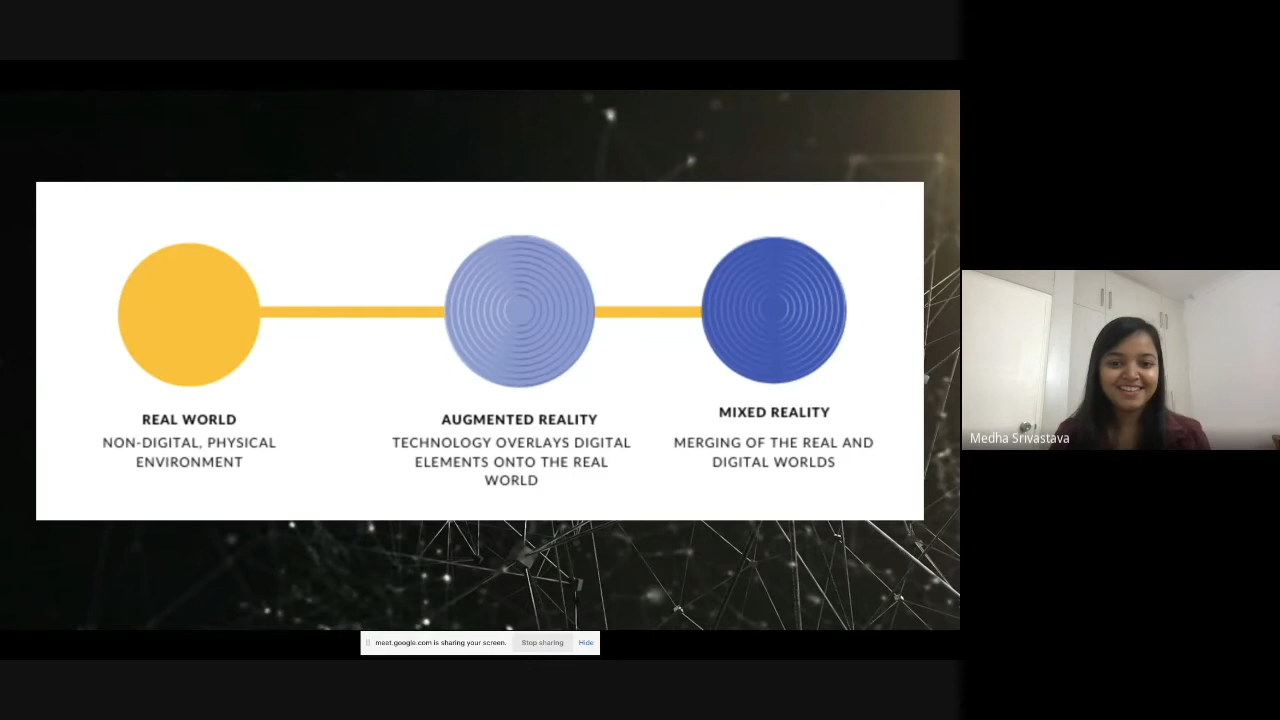 REAL WORLD
NON-DIGITAL, PHYSICAL
ENVIRONMENT
AUGMENTED REALITY
TECHNOLOGY OVERLAYS DIGITAL
ELEMENTS ONTO THE REAL
WORLD
MIXED REALITY
MERGING OF THE REAL AND
DIGITAL WORLDS
Medha Srivastava
meet.google.com is sharing your screen. Stop sharing Hide